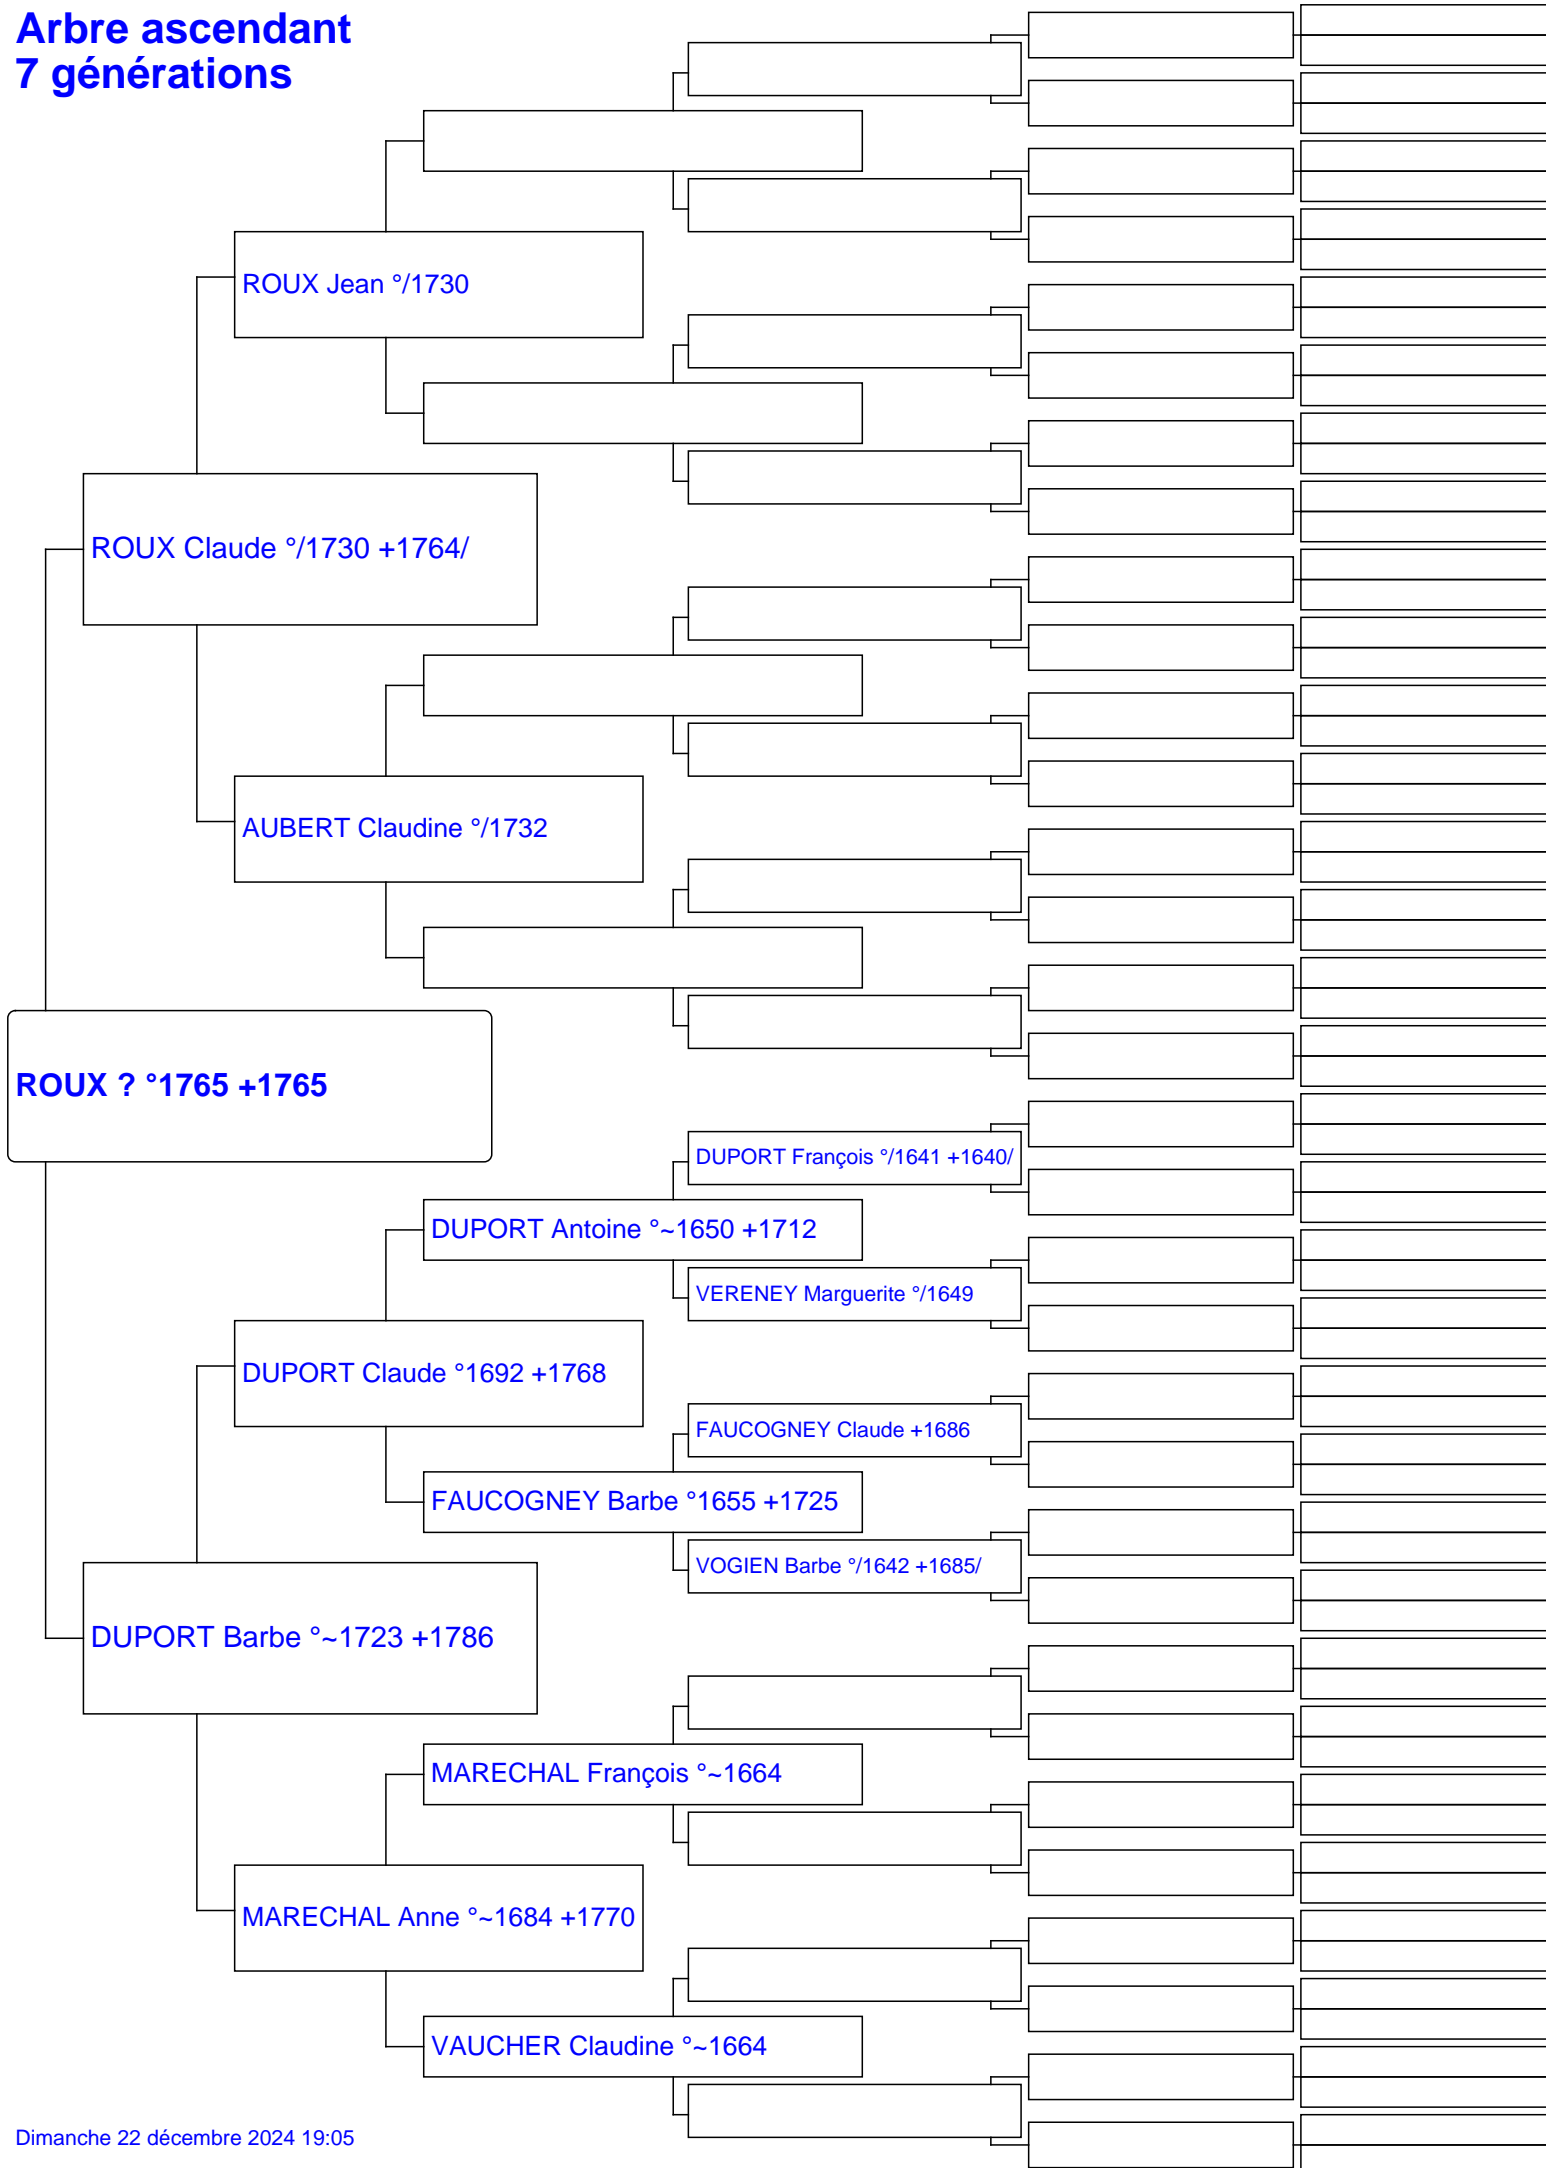 Arbre ascendant
7 générations
ROUX Jean °/1730
ROUX Claude °/1730 +1764/
AUBERT Claudine °/1732
ROUX ? °1765 +1765
DUPORT François °/1641 +1640/
DUPORT Antoine °~1650 +1712
VERENEY Marguerite °/1649
DUPORT Claude °1692 +1768
FAUCOGNEY Claude +1686
FAUCOGNEY Barbe °1655 +1725
VOGIEN Barbe °/1642 +1685/
DUPORT Barbe °~1723 +1786
MARECHAL François °~1664
MARECHAL Anne °~1684 +1770
VAUCHER Claudine °~1664
Dimanche 22 décembre 2024 19:05